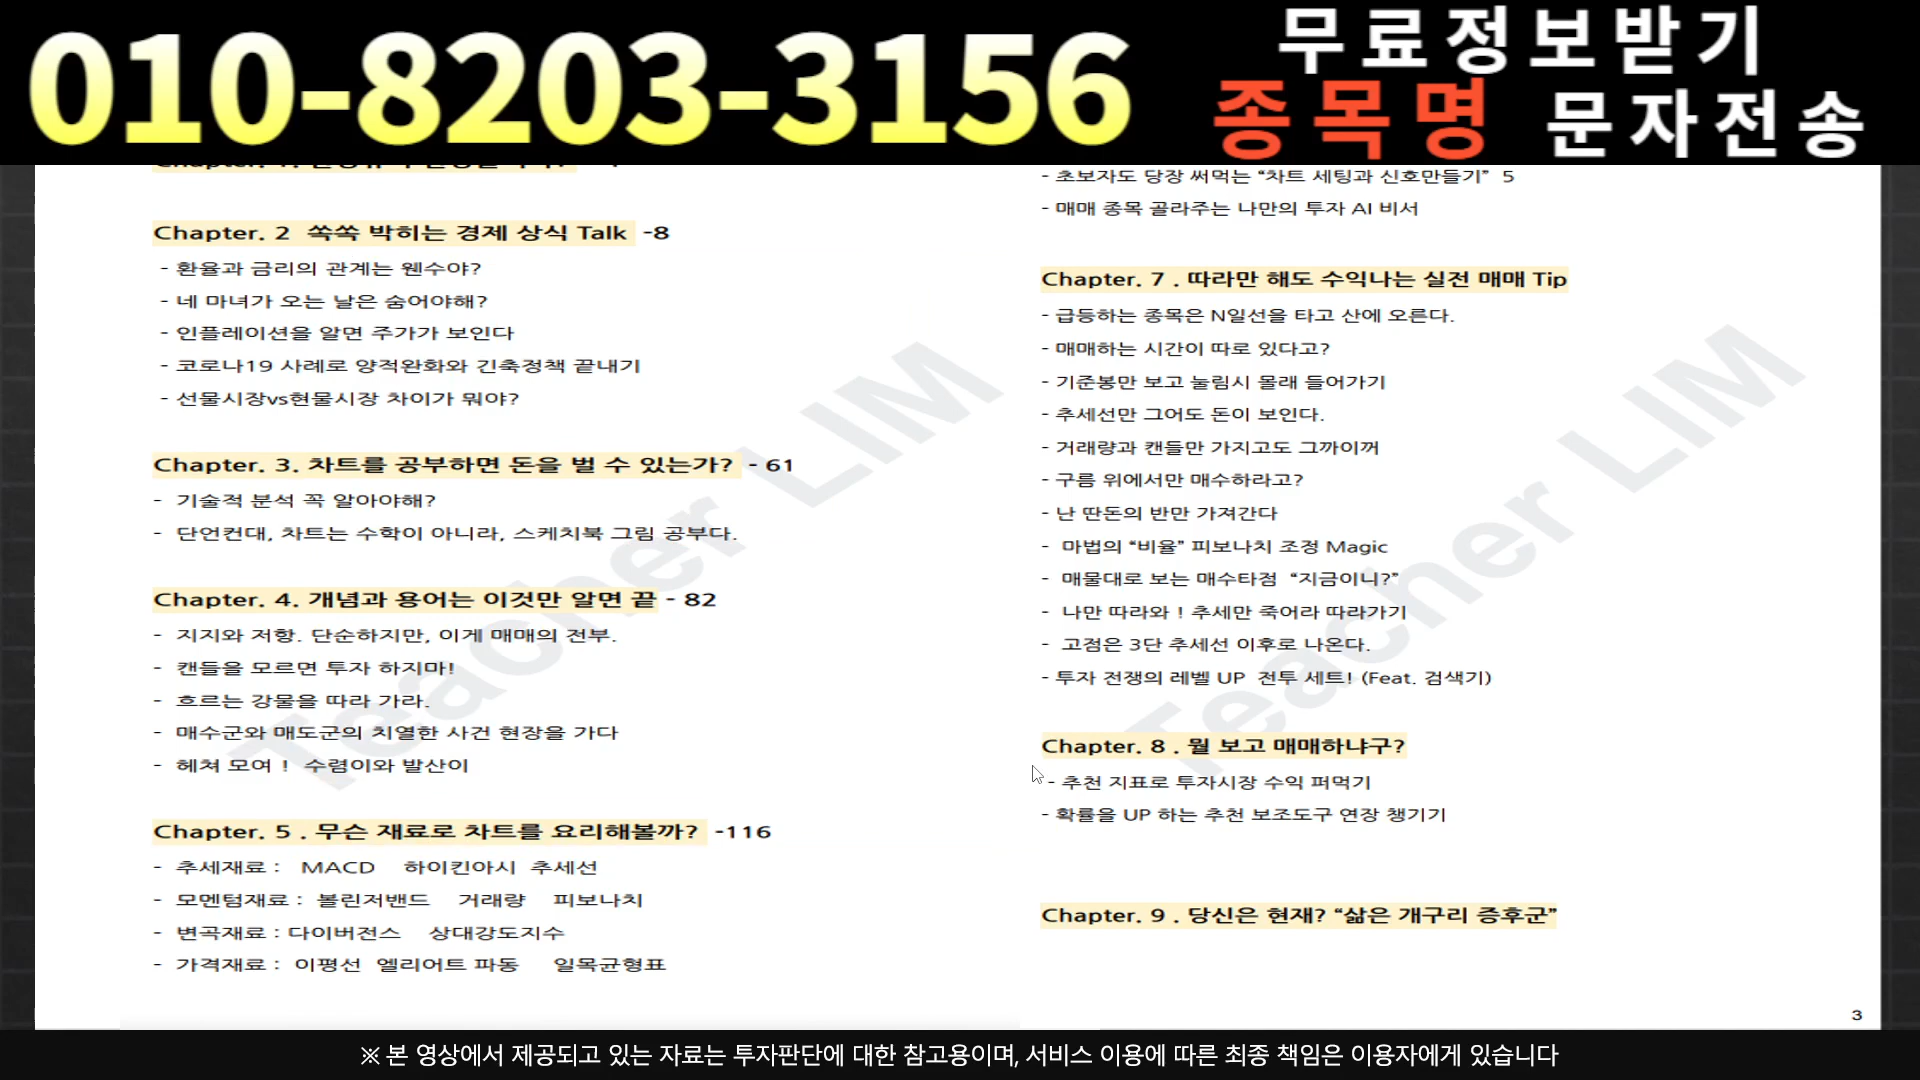 010-8203-3156
무료정보받기
종목명 문자전송
Chapter. 2 쏙쏙 박히는 경제 상식 Talk -8
- 환율과 금리의 관계는 웬수야?
- 네 마녀가 오는 날은 숨어야해?
- 인플레이션을 알면 주가가 보인다
- 코로나19 사례로 양적완화와 긴축정책 끝내기
- 선물시장vs현물시장 차이가 뭐야?
Chapter. 3. 차트를 공부하면 돈을 벌 수 있는가? - 61
- 기술적 분석 꼭 알아야해?
- 단언컨대, 차트는 수학이 아니라, 스케치북 그림 공부다.
Chapter. 4. 개념과 용어는 이것만 알면 끝 - 82
- 지지와 저항. 단순하지만, 이게 매매의 전부.
- 캔들을 모르면 투자 하지마!
- 흐르는 강물을 따라 가라.
- 매수군와 매도군의 치열한 사건 현장을 가다
- 헤쳐 모여 ! 수렴이와 발산이
Chapter. 5 . 무슨 재료로 차트를 요리해볼까? -116
- 추세재료 : MACD 하이킨아시 추세선
- 모멘텀재료 : 볼린저밴드 거래량 피보나치
- 변곡재료 : 다이버전스 상대강도지수
- 가격재료 : 이평선 엘리어트 파동 일목균형표
- 초보자도 당장 써먹는 “차트 세팅과 신호만들기” 5
- 매매 종목 골라주는 나만의 투자 AI 비서
Chapter. 7 . 따라만 해도 수익나는 실전 매매 Tip
- 급등하는 종목은 N일선을 타고 산에 오른다.
- 매매하는 시간이 따로 있다고?
- 기준봉만 보고 눌림시 몰래 들어가기
- 추세선만 그어도 돈이 보인다.
- 거래량과 캔들만 가지고도 그까이꺼
- 구름 위에서만 매수하라고?
- 난 딴돈의 반만 가져간다
- 마법의 “비율” 피보나치 조정 Magic
- 매물대로 보는 매수타점 “지금이니?”
- 나만 따라와 ! 추세만 죽어라 따라가기
- 고점은 3단 추세선 이후로 나온다.
- 투자 전쟁의 레벨 UP 전투 세트! (Feat. 검색기)
Chapter. 8 . 뭘 보고 매매하냐구?
- 추천 지표로 투자시장 수익 퍼먹기
- 확률을 UP 하는 추천 보조도구 연장 챙기기
Chapter. 9 . 당신은 현재? “삶은 개구리 증후군”
Teacher LIM
Teacher LIM
3
※ 본 영상에서 제공되고 있는 자료는 투자판단에 대한 참고용이며, 서비스 이용에 따른 최종 책임은 이용자에게 있습니다